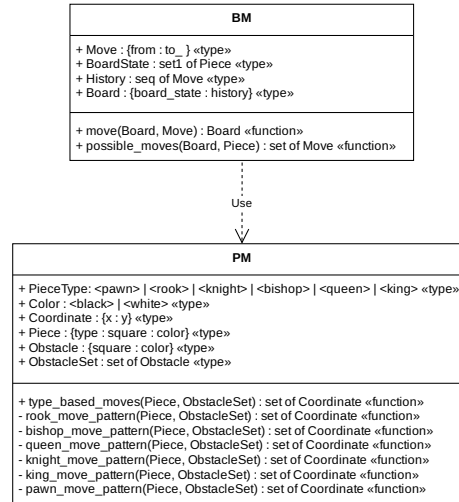 BM
+ Move : {from : to_ } «type»
+ BoardState : set1 of Piece «type»
+ History : seq of Move «type»
+ Board : {board_state : history} «type»
+ move(Board, Move) : Board «function»
+ possible_moves(Board, Piece) : set of Move «function»
Use
PM
+ PieceType: <pawn> | <rook> | <knight> | <bishop> | <queen> | <king> «type»
+ Color : <black> | <white> «type»
+ Coordinate : {x : y} «type»
+ Piece : {type : square : color} «type»
+ Obstacle : {square : color} «type»
+ ObstacleSet : set of Obstacle «type»
+ type_based_moves(Piece, ObstacleSet) : set of Coordinate «function»
- rook_move_pattern(Piece, ObstacleSet) : set of Coordinate «function»
- bishop_move_pattern(Piece, ObstacleSet) : set of Coordinate «function»
- queen_move_pattern(Piece, ObstacleSet) : set of Coordinate «function»
- knight_move_pattern(Piece, ObstacleSet) : set of Coordinate «function»
- king_move_pattern(Piece, ObstacleSet) : set of Coordinate «function»
- pawn_move_pattern(Piece, ObstacleSet) : set of Coordinate «function»